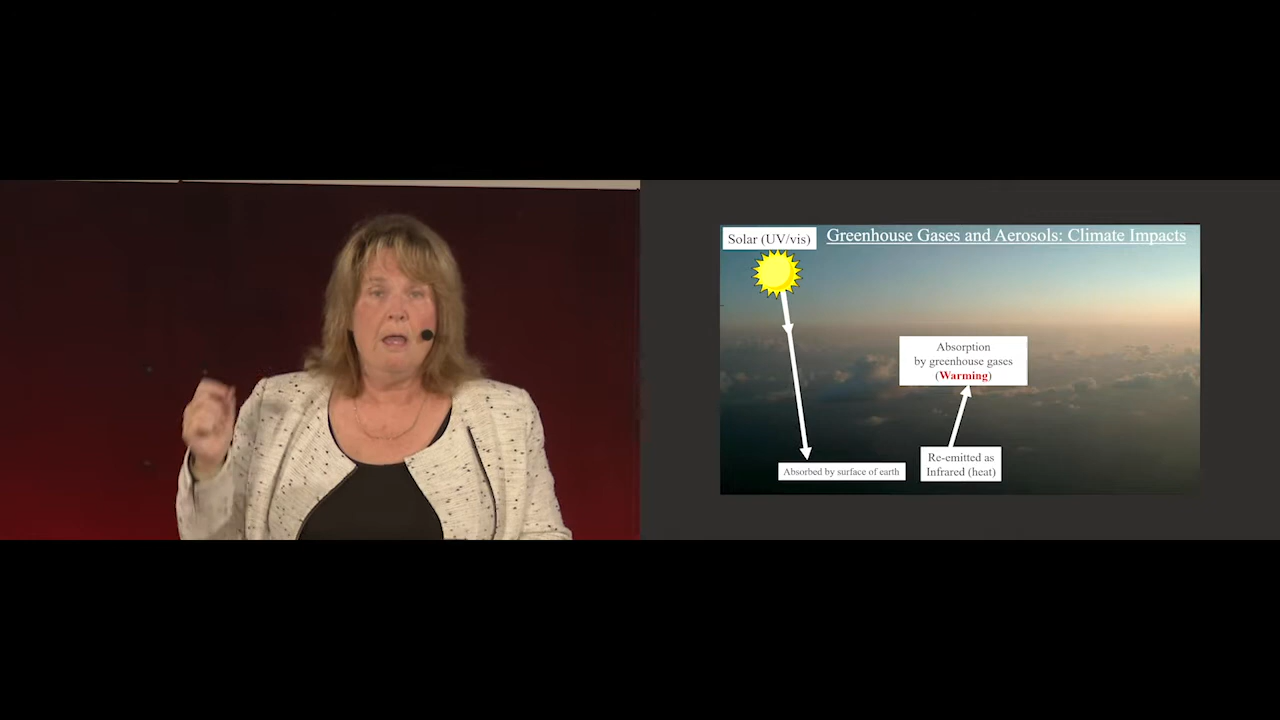 Solar (UV/vis)
Greenhouse Gases and Aerosols: Climate Impacts
Absorption
by greenhouse gases
(Warming)
Absorbed by surface of earth
Re-emitted as
Infrared (heat)